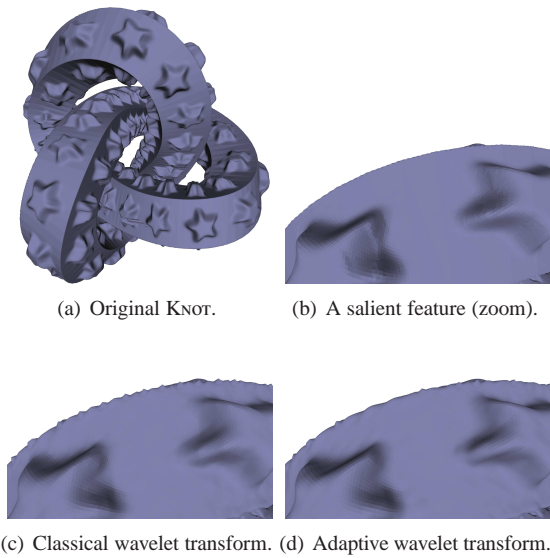 (a) Original KNOT.
(b) A salient feature (zoom).
(c) Classical wavelet transform.
(d) Adaptive wavelet transform.